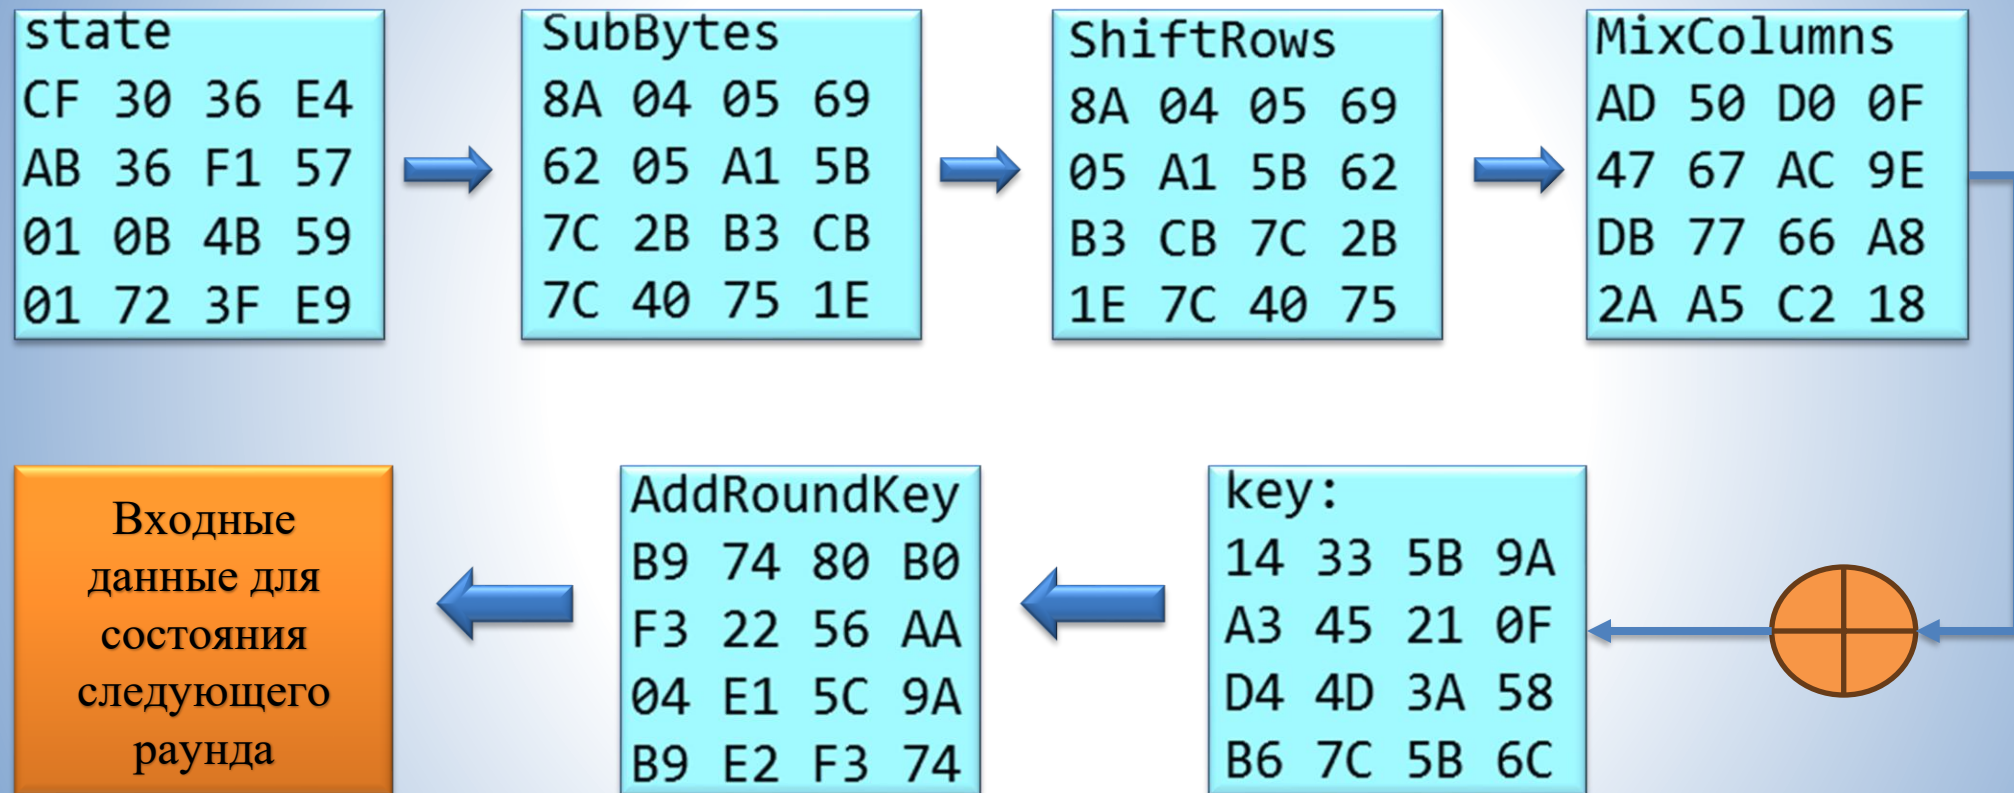 state
CF 30 36 E4
AB 36 F1 57
01 0B 4B 59
01 72 3F E9
SubBytes
8A 04 05 69
62 05 A1 5B
7C 2B B3 CB
7C 40 75 1E
ShiftRows
8A 04 05 69
05 A1 5B 62
B3 CB 7C 2B
1E 7C 40 75
MixColumns
AD 50 D0 0F
47 67 AC 9E
DB 77 66 A8
2A A5 C2 18
Входные
данные для
состояния
следующего
раунда
AddRoundKey
B9 74 80 B0
F3 22 56 AA
04 E1 5C 9A
B9 E2 F3 74
key:
14 33 5B 9A
A3 45 21 0F
D4 4D 3A 58
B6 7C 5B 6C